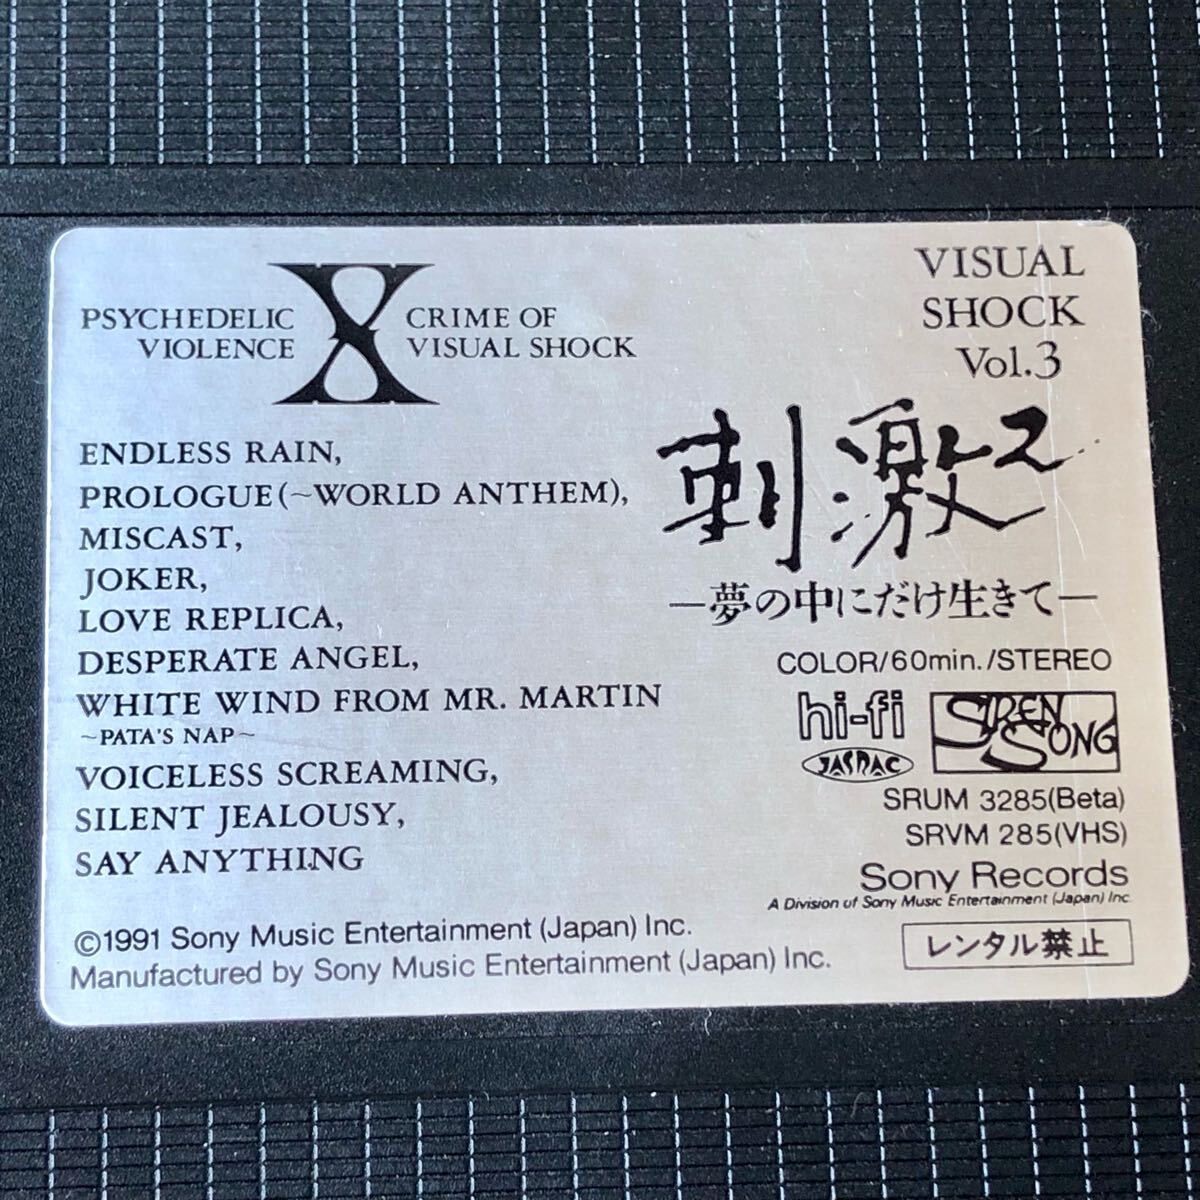 PSYCHEDELIC
VIOLENCE
X
CRIME OF
VISUAL SHOCK
VISUAL
SHOCK
Vol.3
刺激2
―夢の中にだけ生きて―
ENDLESS RAIN,
PROLOGUE(~WORLD ANTHEM),
MISCAST,
JOKER,
LOVE REPLICA,
DESPERATE ANGEL,
WHITE WIND FROM MR. MARTIN
~PATA'S NAP~
VOICELESS SCREAMING,
SILENT JEALOUSY,
SAY ANYTHING
COLOR/60min./STEREO
hi-fi
JASRAC
SIREN
SONG
SRUM 3285(Beta)
SRVM 285(VHS)
Sony Records
A Division of Sony Music Entertainment (Japan) Inc.
©1991 Sony Music Entertainment (Japan) Inc.
Manufactured by Sony Music Entertainment (Japan) Inc.
レンタル禁止